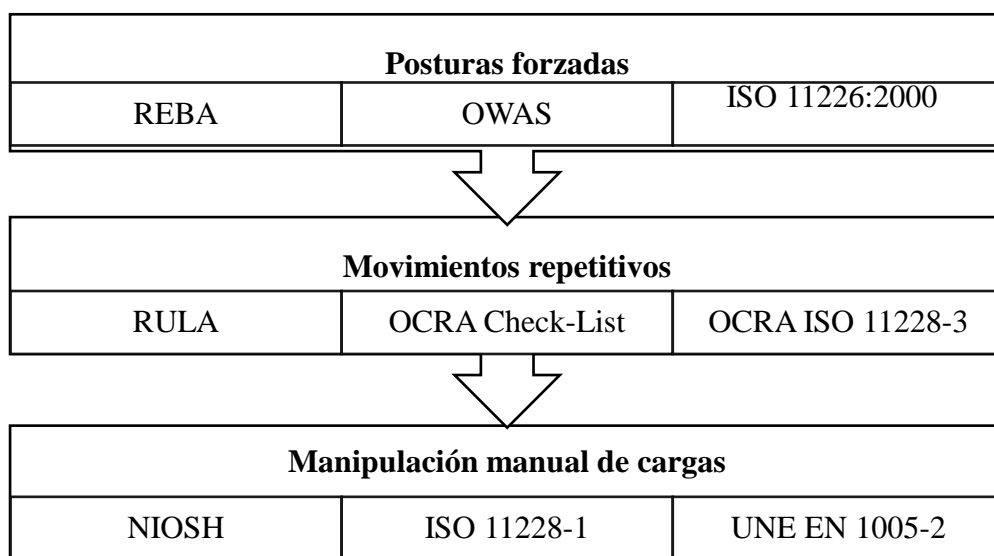 Posturas forzadas
REBA
OWAS
ISO 11226:2000
Movimientos repetitivos
RULA
OCRA Check-List
OCRA ISO 11228-3
Manipulación manual de cargas
NIOSH
ISO 11228-1
UNE EN 1005-2